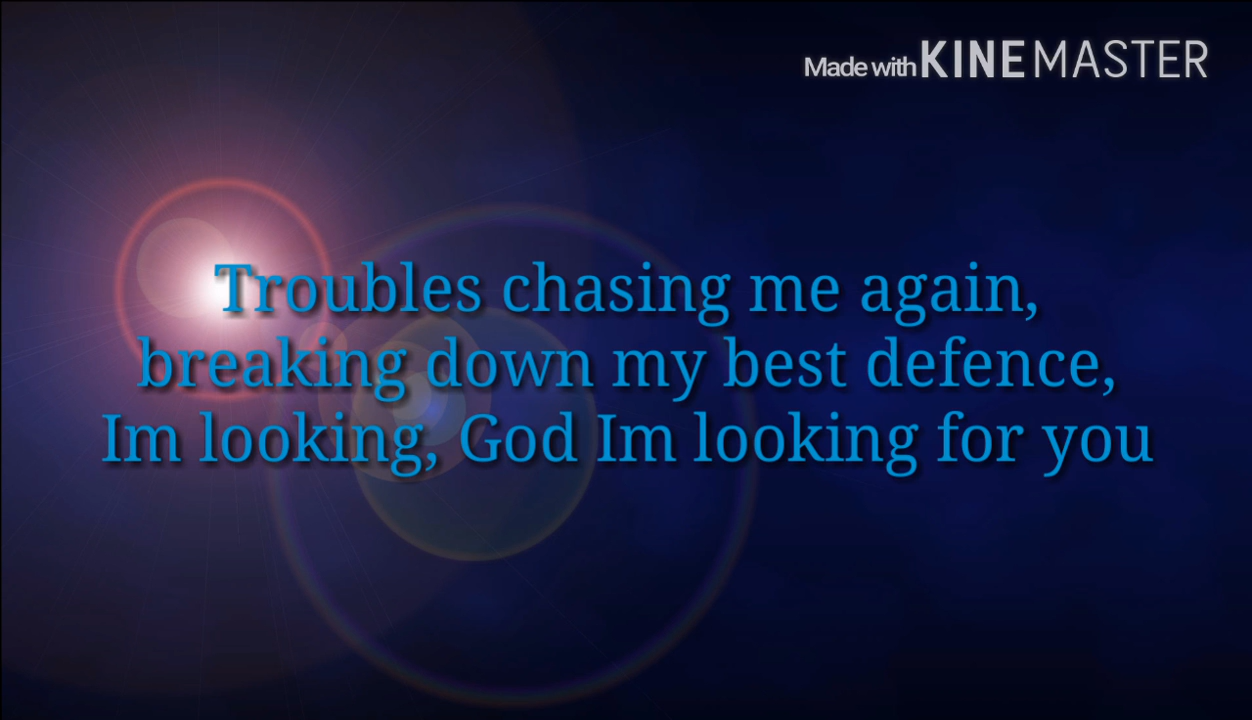 Made with KINEMASTER
Troubles chasing me again,
breaking down my best defence,
Im looking, God Im looking for you